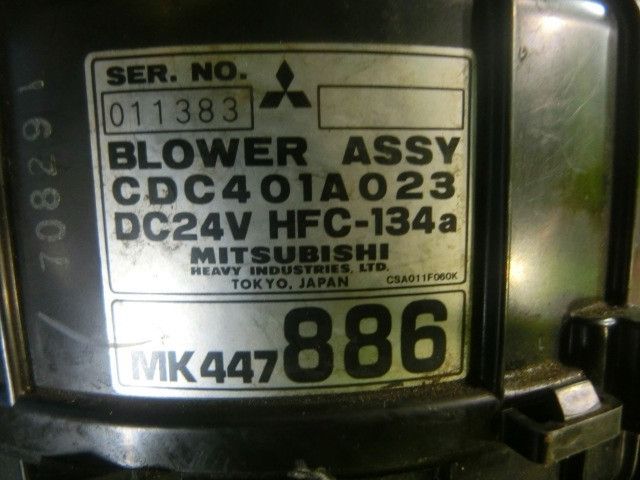 SER. NO.
011383
BLOWER ASSY
CDC401A023
DC24V HFC-134a
MITSUBISHI
HEAVY INDUSTRIES, LTD.
TOKYO, JAPAN
CSA011F060K
MK447886
708291